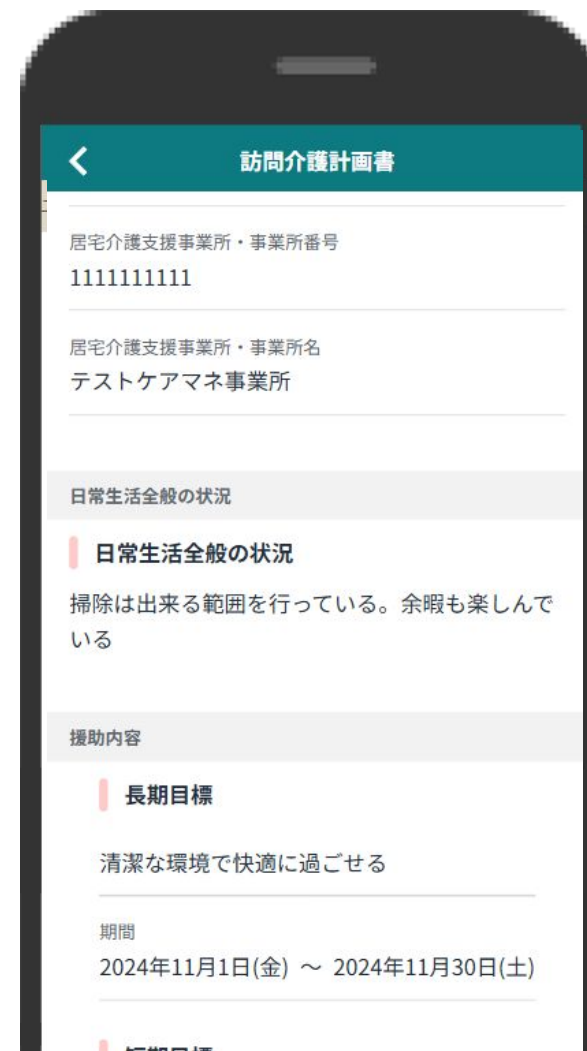 訪問介護計画書
居宅介護支援事業所・事業所番号
1111111111
居宅介護支援事業所・事業所名
テストケアマネ事業所
日常生活全般の状況
日常生活全般の状況
掃除は出来る範囲を行っている。余暇も楽しんで
いる
援助内容
長期目標
清潔な環境で快適に過ごせる
期間
2024年11月1日(金) ～ 2024年11月30日(土)
短期目標